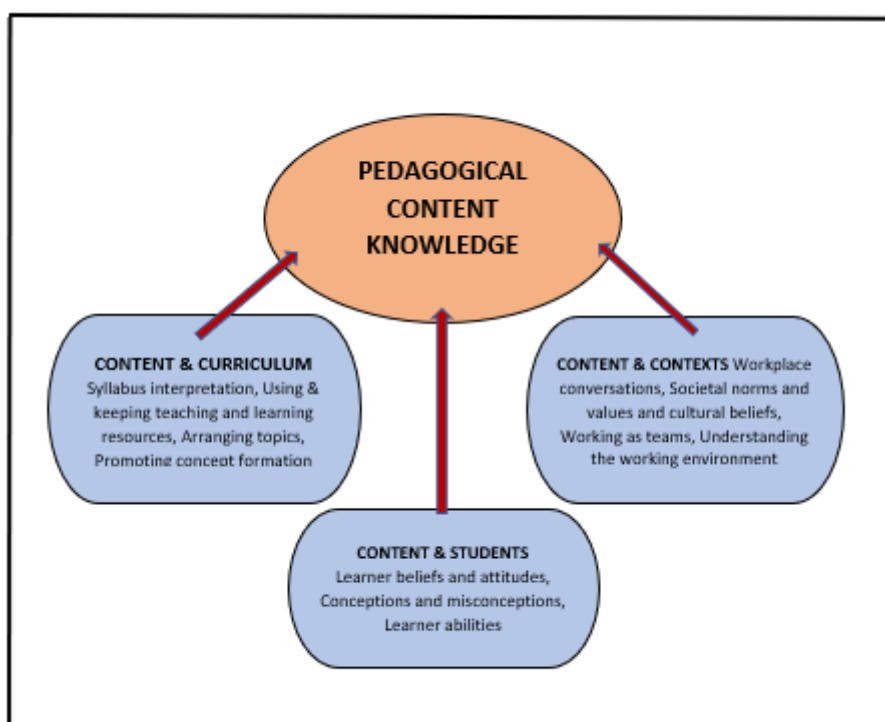 PEDAGOGICAL
CONTENT
KNOWLEDGE
CONTENT & CURRICULUM
Syllabus interpretation, Using &
keeping teaching and learning
resources, Arranging topics,
Promoting concept formation
CONTENT & CONTEXTS Workplace
conversations, Societal norms and
values and cultural beliefs,
Working as teams, Understanding
the working environment
CONTENT & STUDENTS
Learner beliefs and attitudes,
Conceptions and misconceptions,
Learner abilities